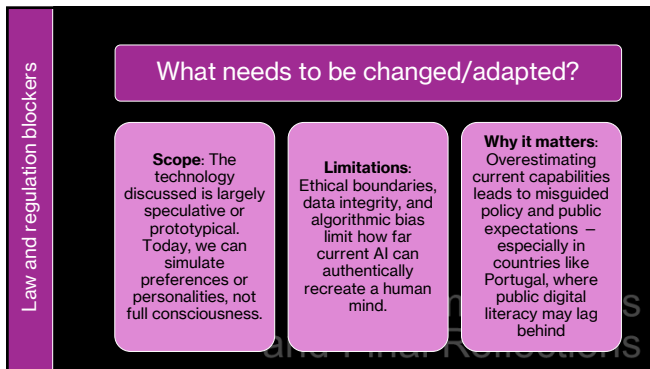 Law and regulation blockers
What needs to be changed/adapted?
Scope: The
technology
discussed is largely
speculative or
prototypical.
Today, we can
simulate
preferences or
personalities, not
full consciousness.
Limitations:
Ethical boundaries,
data integrity, and
algorithmic bias
limit how far
current AI can
authentically
recreate a human
mind.
Why it matters:
Overestimating
current capabilities
leads to misguided
policy and public
expectations —
especially in
countries like
Portugal, where
public digital
literacy may lag
behind
and Final Reflections